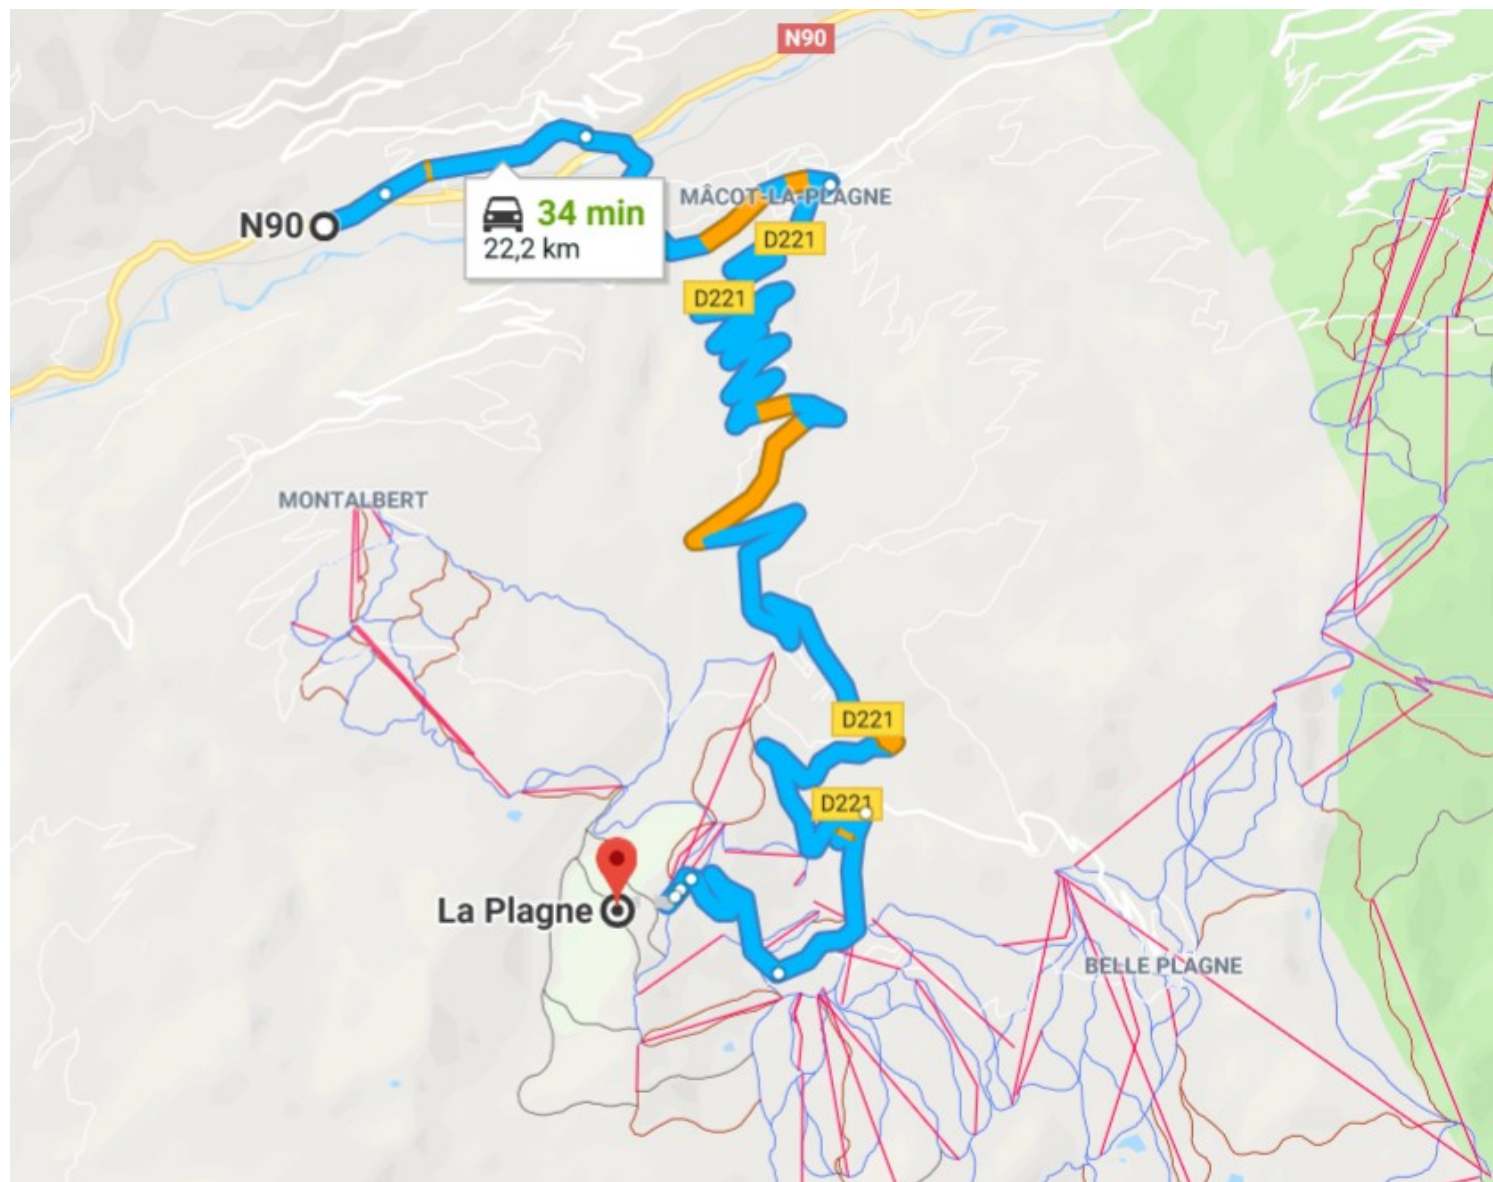 N90
MÂCOT-LA-PLAGNE
N90
34 min
22,2 km
D221
D221
MONTALBERT
D221
D221
La Plagne
BELLE PLAGNE